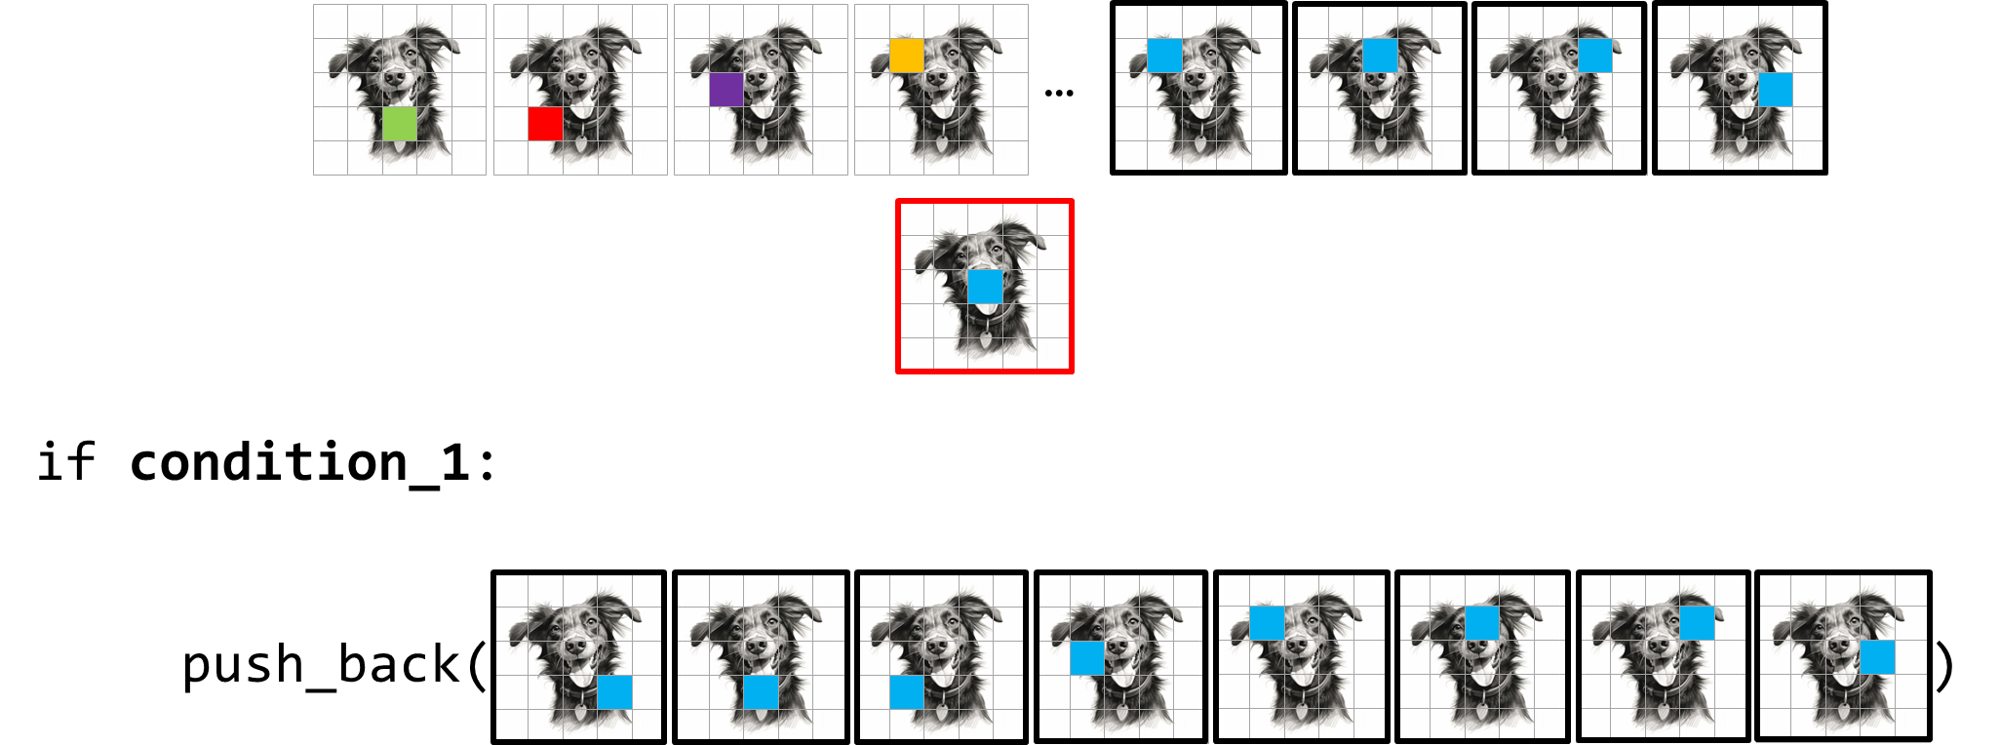 ...
if condition_1:
push_back( )